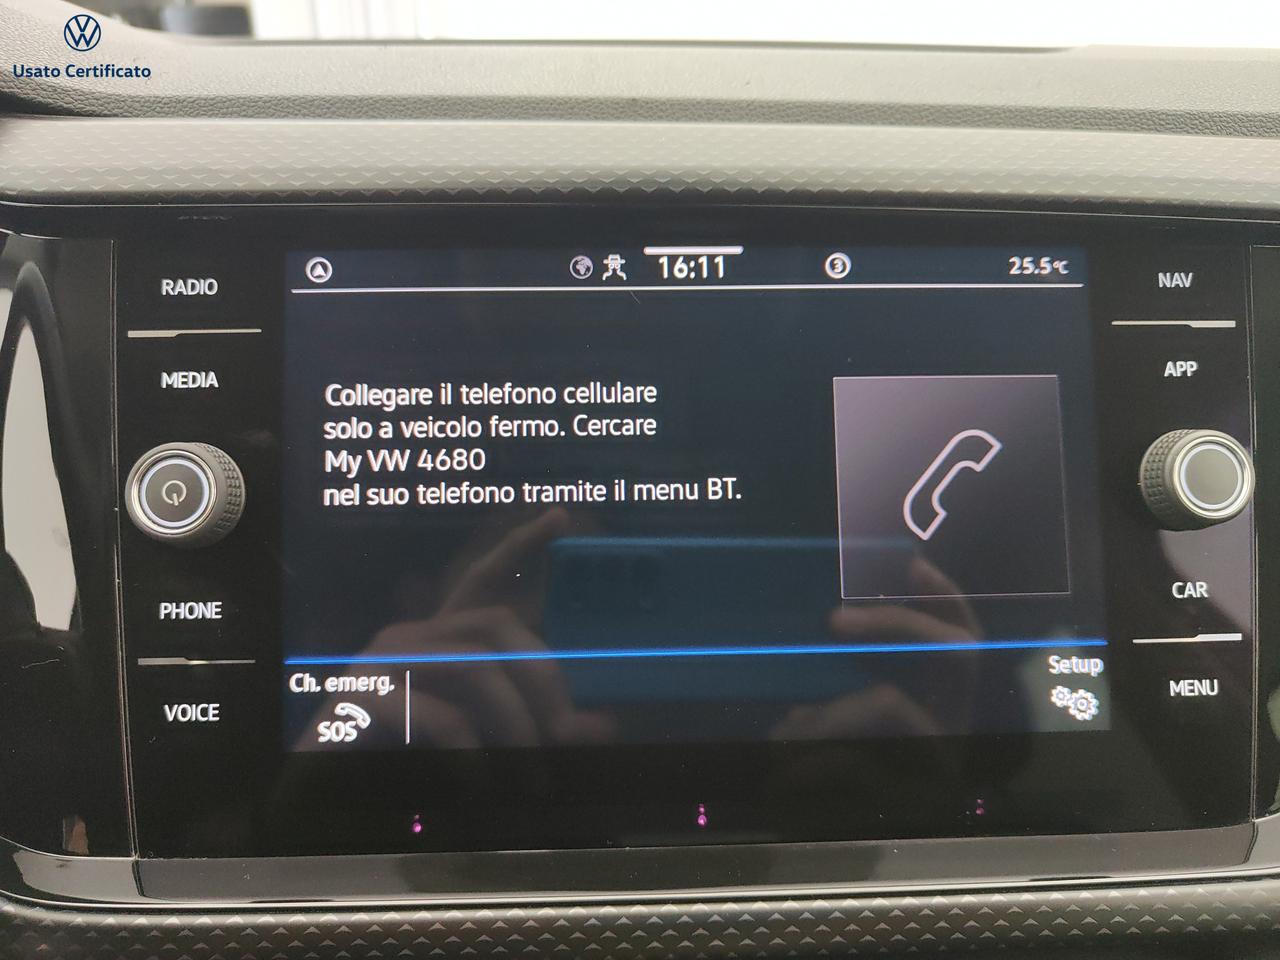 Usato Certificato
RADIO
MEDIA
PHONE
VOICE
16:11
3
25.5°C
Collegare il telefono cellulare
solo a veicolo fermo. Cercare
My VW 4680
nel suo telefono tramite il menu BT.
Ch. emerg.
SOS
Setup
NAV
APP
CAR
MENU